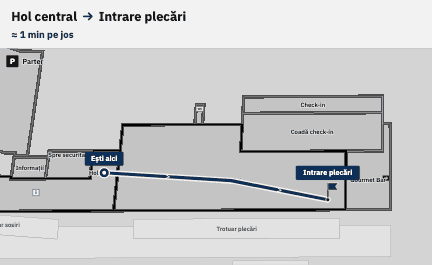 Hol central → Intrare plecări
≈ 1 min pe jos
P Parter
Check-in
Coadă check-in
Spre securitate
Ești aici
Informații
Hol
Intrare plecări
Gourmet Bar
1
sosiri
Trotuar plecări